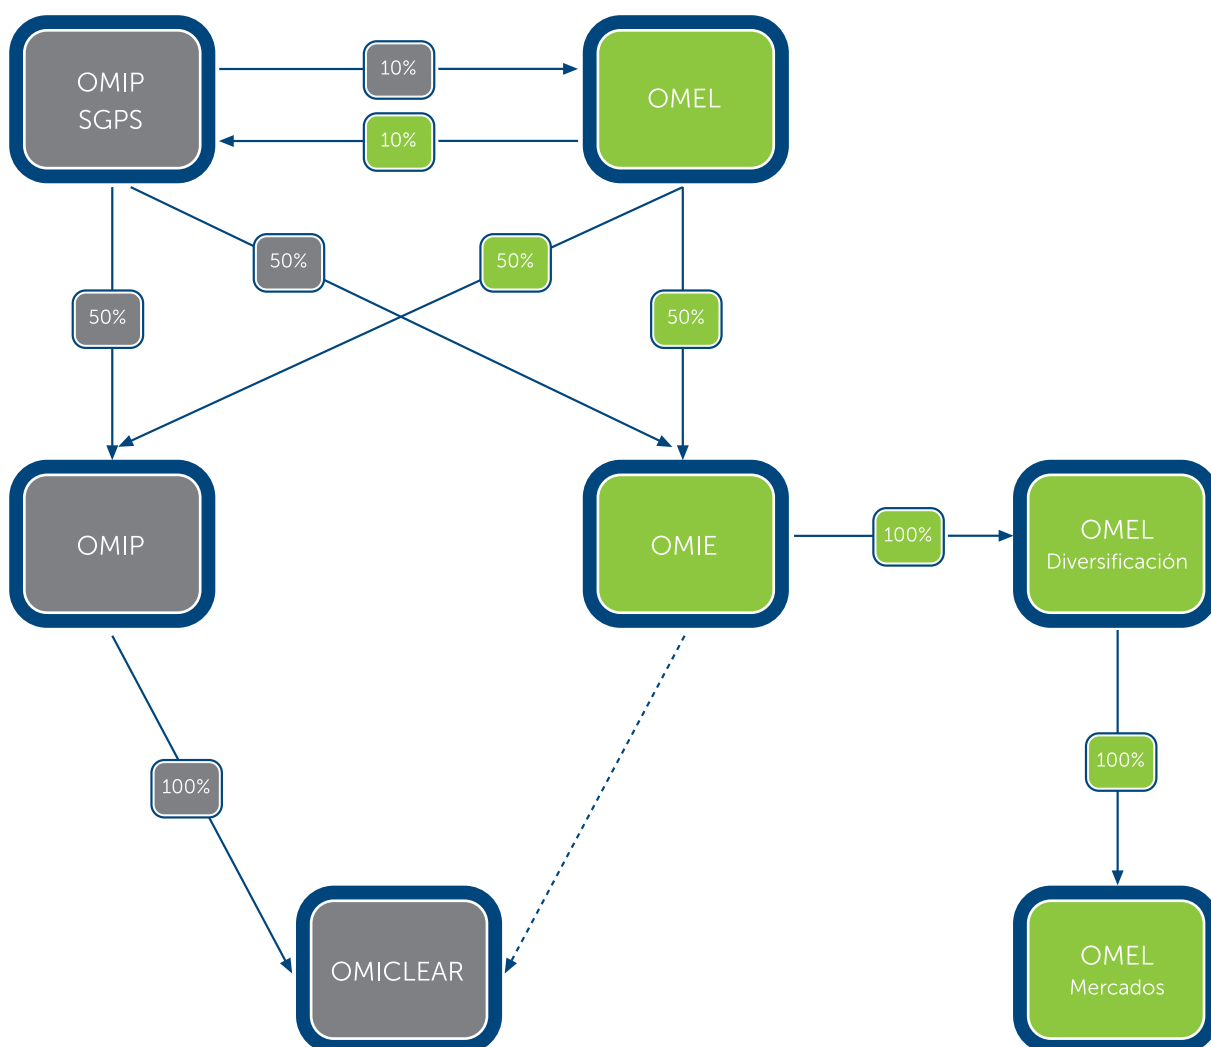 OMIP
SGPS
10%
OMEL
10%
50%
50%
50%
50%
OMIP
OMIE
100%
OMEL
Diversificación
100%
100%
OMICLEAR
OMEL
Mercados